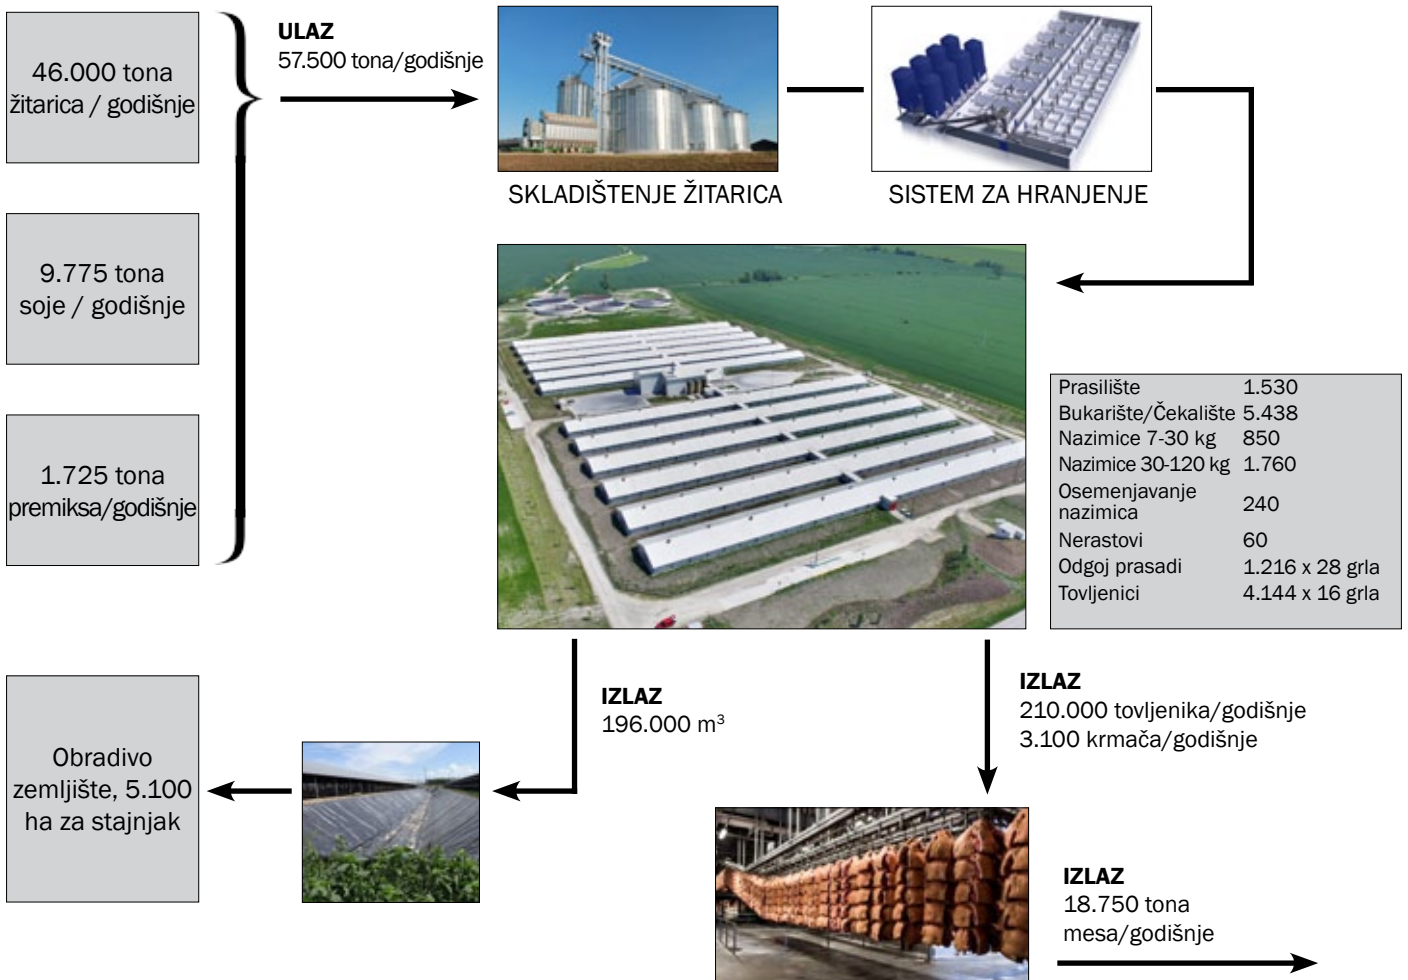 46.000 tona
žitarica / godišnje
ULAZ
57.500 tona/godišnje
SKLADIŠTENJE ŽITARICA
SISTEM ZA HRANJENJE
9.775 tona
soje / godišnje
1.725 tona
premiksa/godišnje
Prasilište 1.530
Bukarište/Čekalište 5.438
Nazimice 7-30 kg 850
Nazimice 30-120 kg 1.760
Osemenjavanje
nazimica 240
Nerastovi 60
Odgoj prasadi 1.216 x 28 grla
Tovljenici 4.144 x 16 grla
IZLAZ
196.000 m³
IZLAZ
210.000 tovljenika/godišnje
3.100 krmača/godišnje
Obradivo
zemljište, 5.100
ha za stajnjak
IZLAZ
18.750 tona
mesa/godišnje